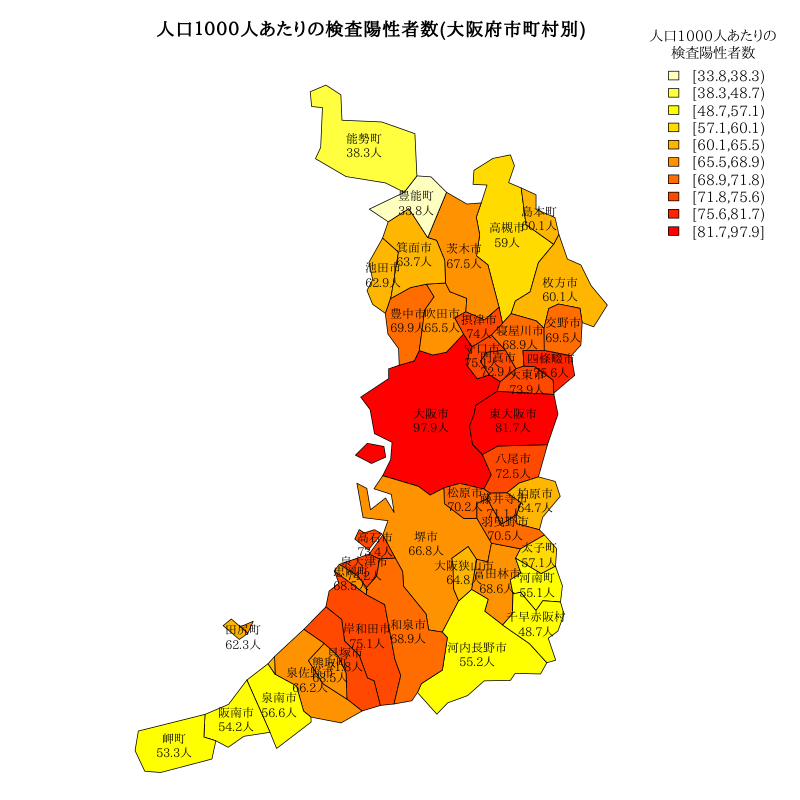 人口1000人あたりの検査陽性者数(大阪府市町村別)
人口1000人あたりの
検査陽性者数
[33.8,38.3)
[38.3,48.7)
[48.7,57.1)
[57.1,60.1)
[60.1,65.5)
[65.5,68.9)
[68.9,71.8)
[71.8,75.6)
[75.6,81.7)
[81.7,97.9]
能勢町
38.3人
豊能町
33.8人
島本町
60.1人
高槻市
59人
箕面市
63.7人
茨木市
67.5人
池田市
62.9人
枚方市
60.1人
豊中市
69.9人
吹田市
65.5人
摂津市
74人
寝屋川市
68.9人
交野市
69.5人
守口市
門真市
72.9人
四條畷市
75.6人
大東市
73.9人
大阪市
97.9人
東大阪市
81.7人
八尾市
72.5人
松原市
70.2人
藤井寺市
71.1人
柏原市
64.7人
羽曳野市
70.5人
高石市
73.4人
堺市
66.8人
太子町
57.1人
泉大津市
忠岡町
68.5人
大阪狭山市
64.8人
富田林市
68.6人
河南町
55.1人
千早赤阪村
48.7人
田尻町
62.3人
岸和田市
75.1人
和泉市
68.9人
河内長野市
55.2人
貝塚市
71.8人
熊取町
泉佐野市
66.2人
泉南市
56.6人
阪南市
54.2人
岬町
53.3人